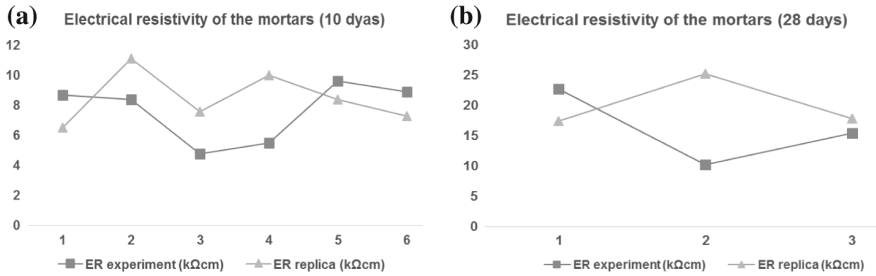 (a)
Electrical resistivity of the mortars (10 dyas)
12
10
8
6
4
2
0
1 2 3 4 5 6
ER experiment (kΩcm) ER replica (kΩcm)
(b)
Electrical resistivity of the mortars (28 days)
30
25
20
15
10
5
0
1 2 3
ER experiment (kΩcm) ER replica (kΩcm)